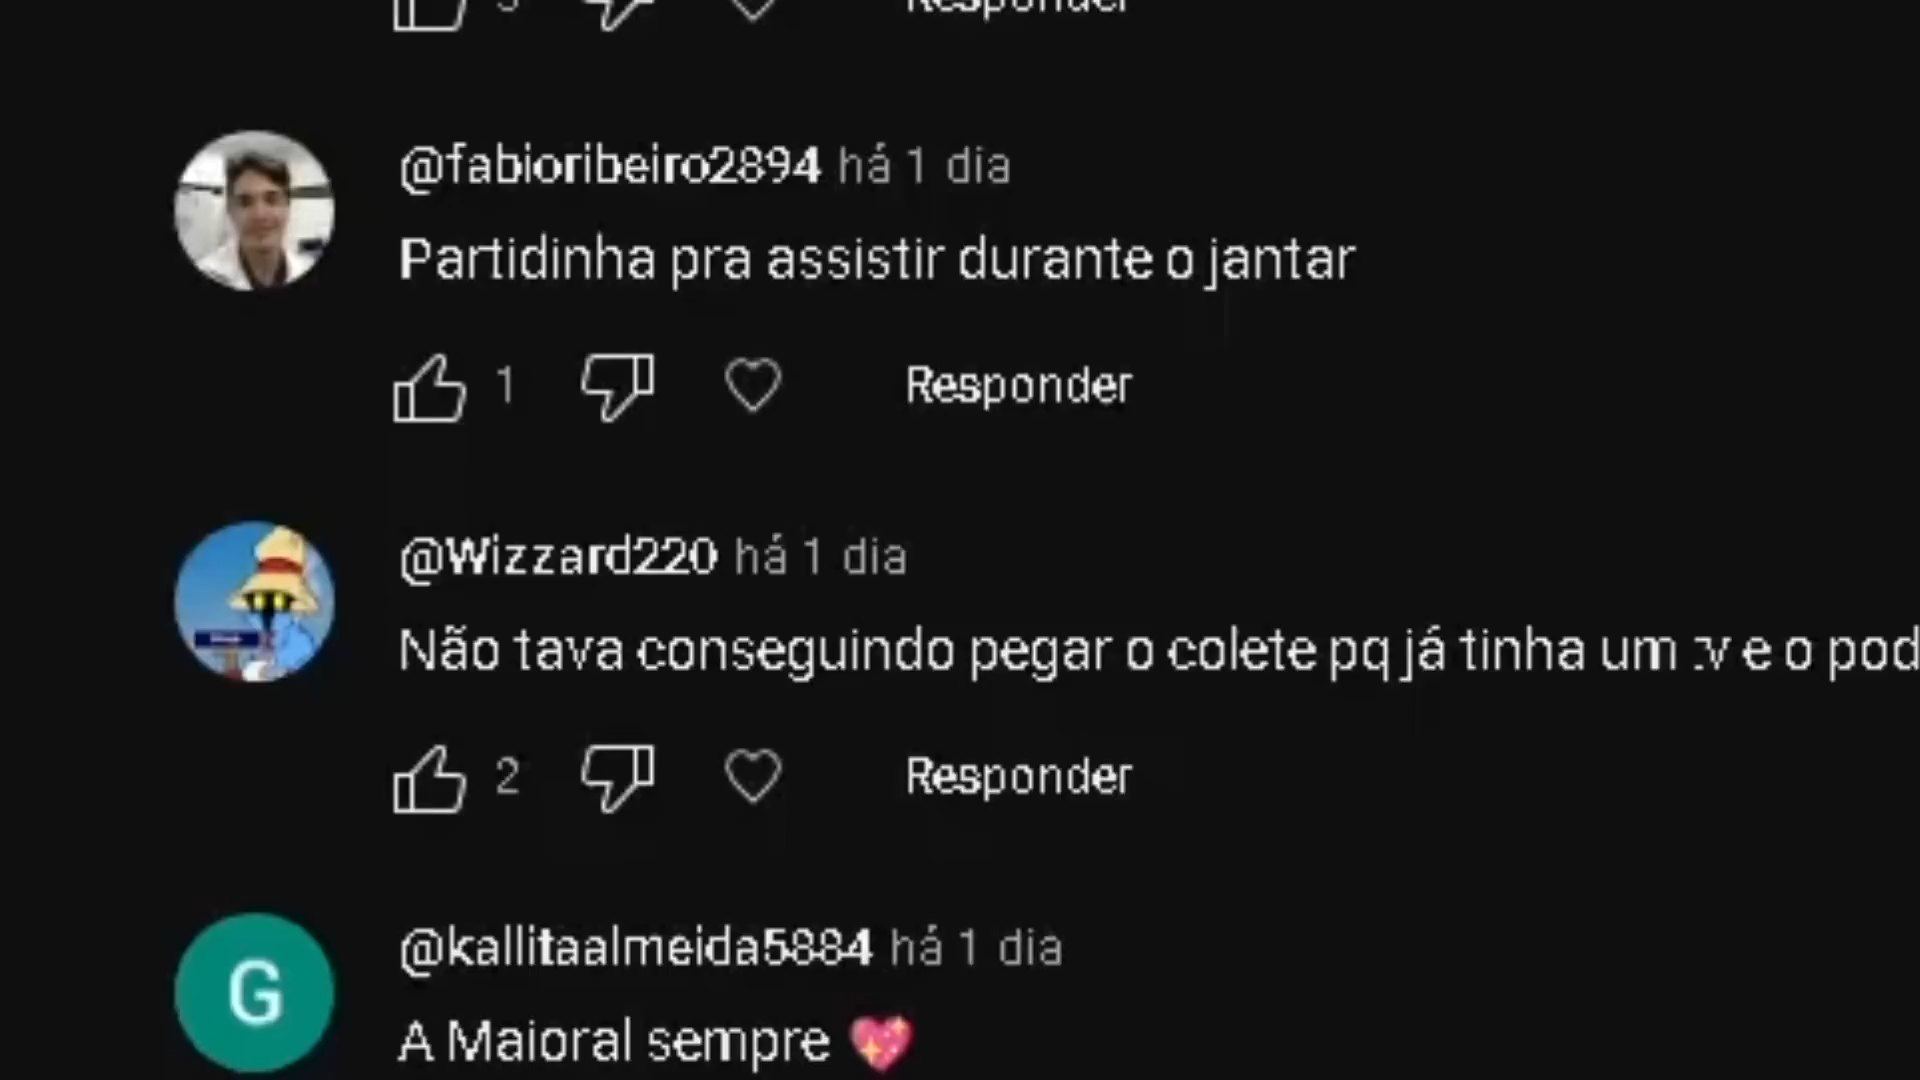 Responder
@fabioribeiro2894 há 1 dia
Partidinha pra assistir durante o jantar
1 Responder
@Wizzard220 há 1 dia
Não tava conseguindo pegar o colete pq já tinha um :v e o pod
2 Responder
G
@kallitaalmeida5884 há 1 dia
A Maioral sempre 💖